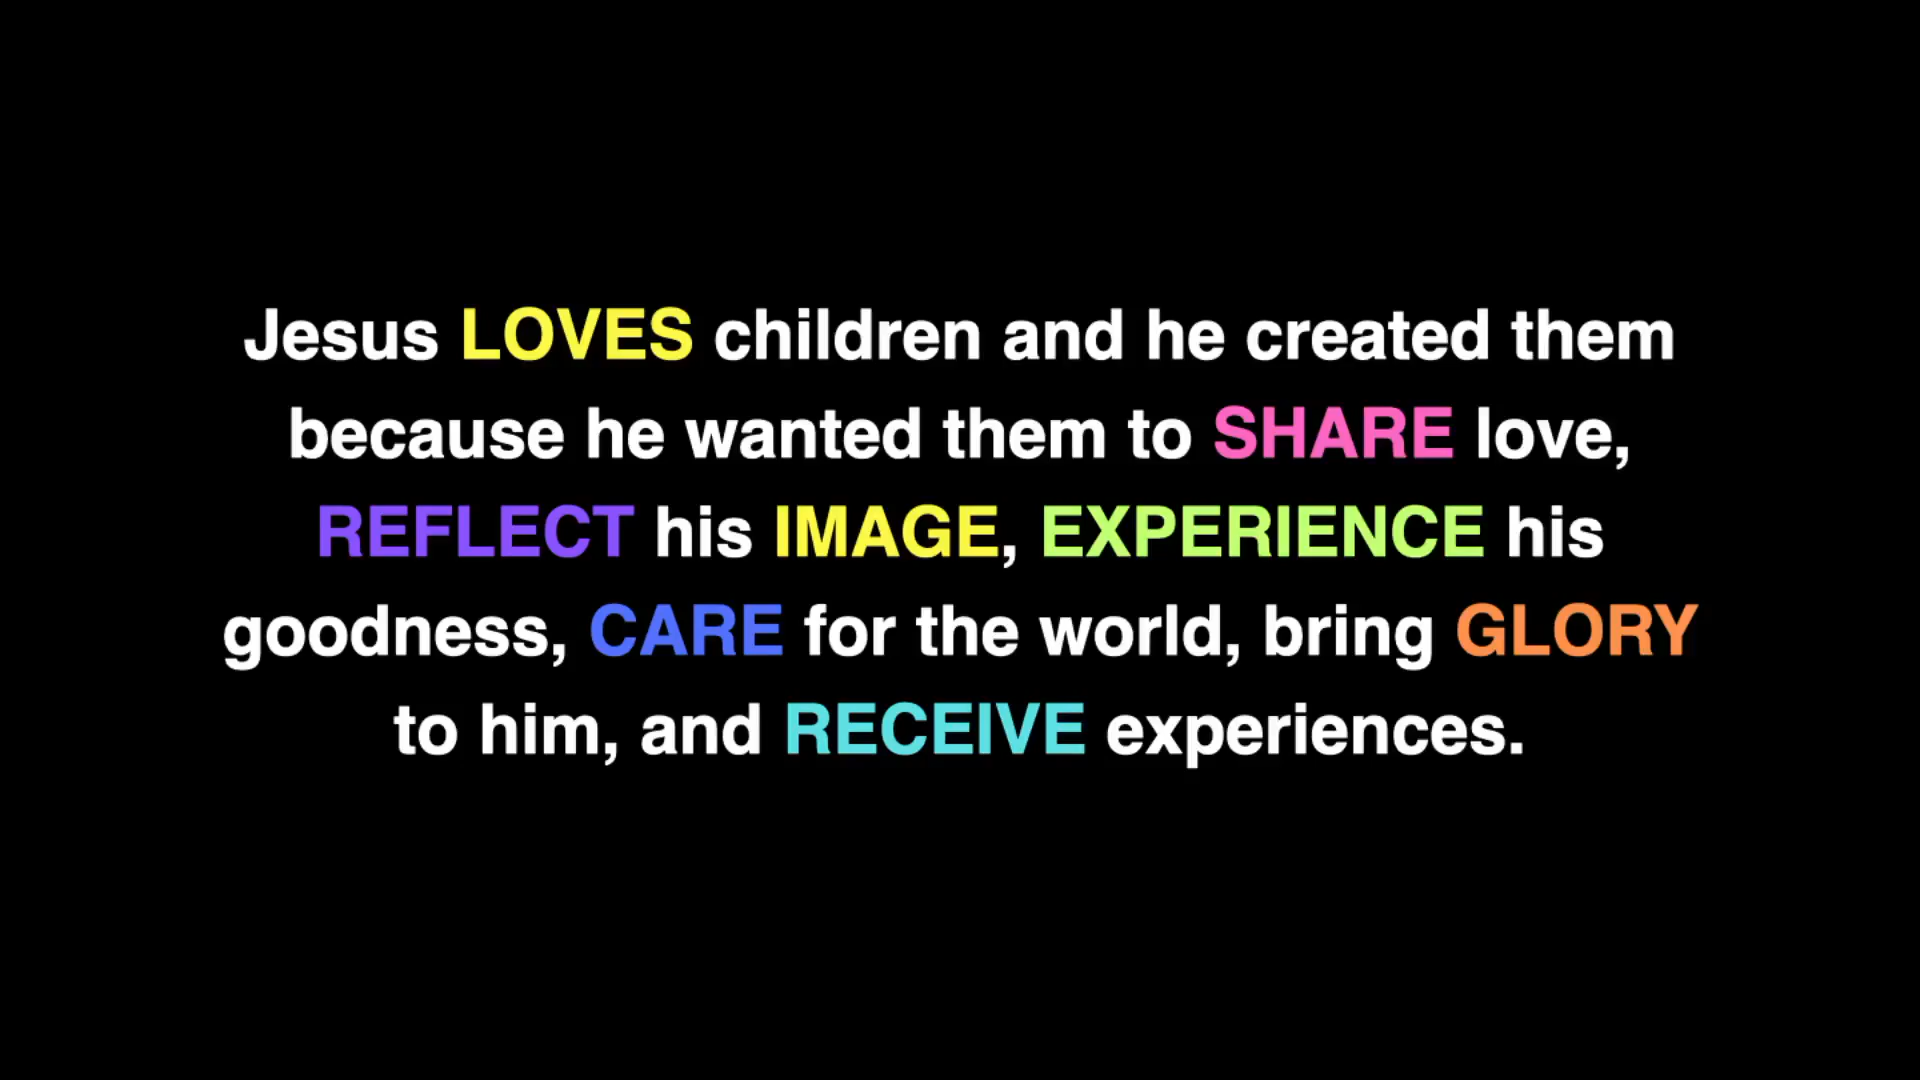 Jesus LOVES children and he created them
because he wanted them to SHARE love,
REFLECT his IMAGE, EXPERIENCE his
goodness, CARE for the world, bring GLORY
to him, and RECEIVE experiences.